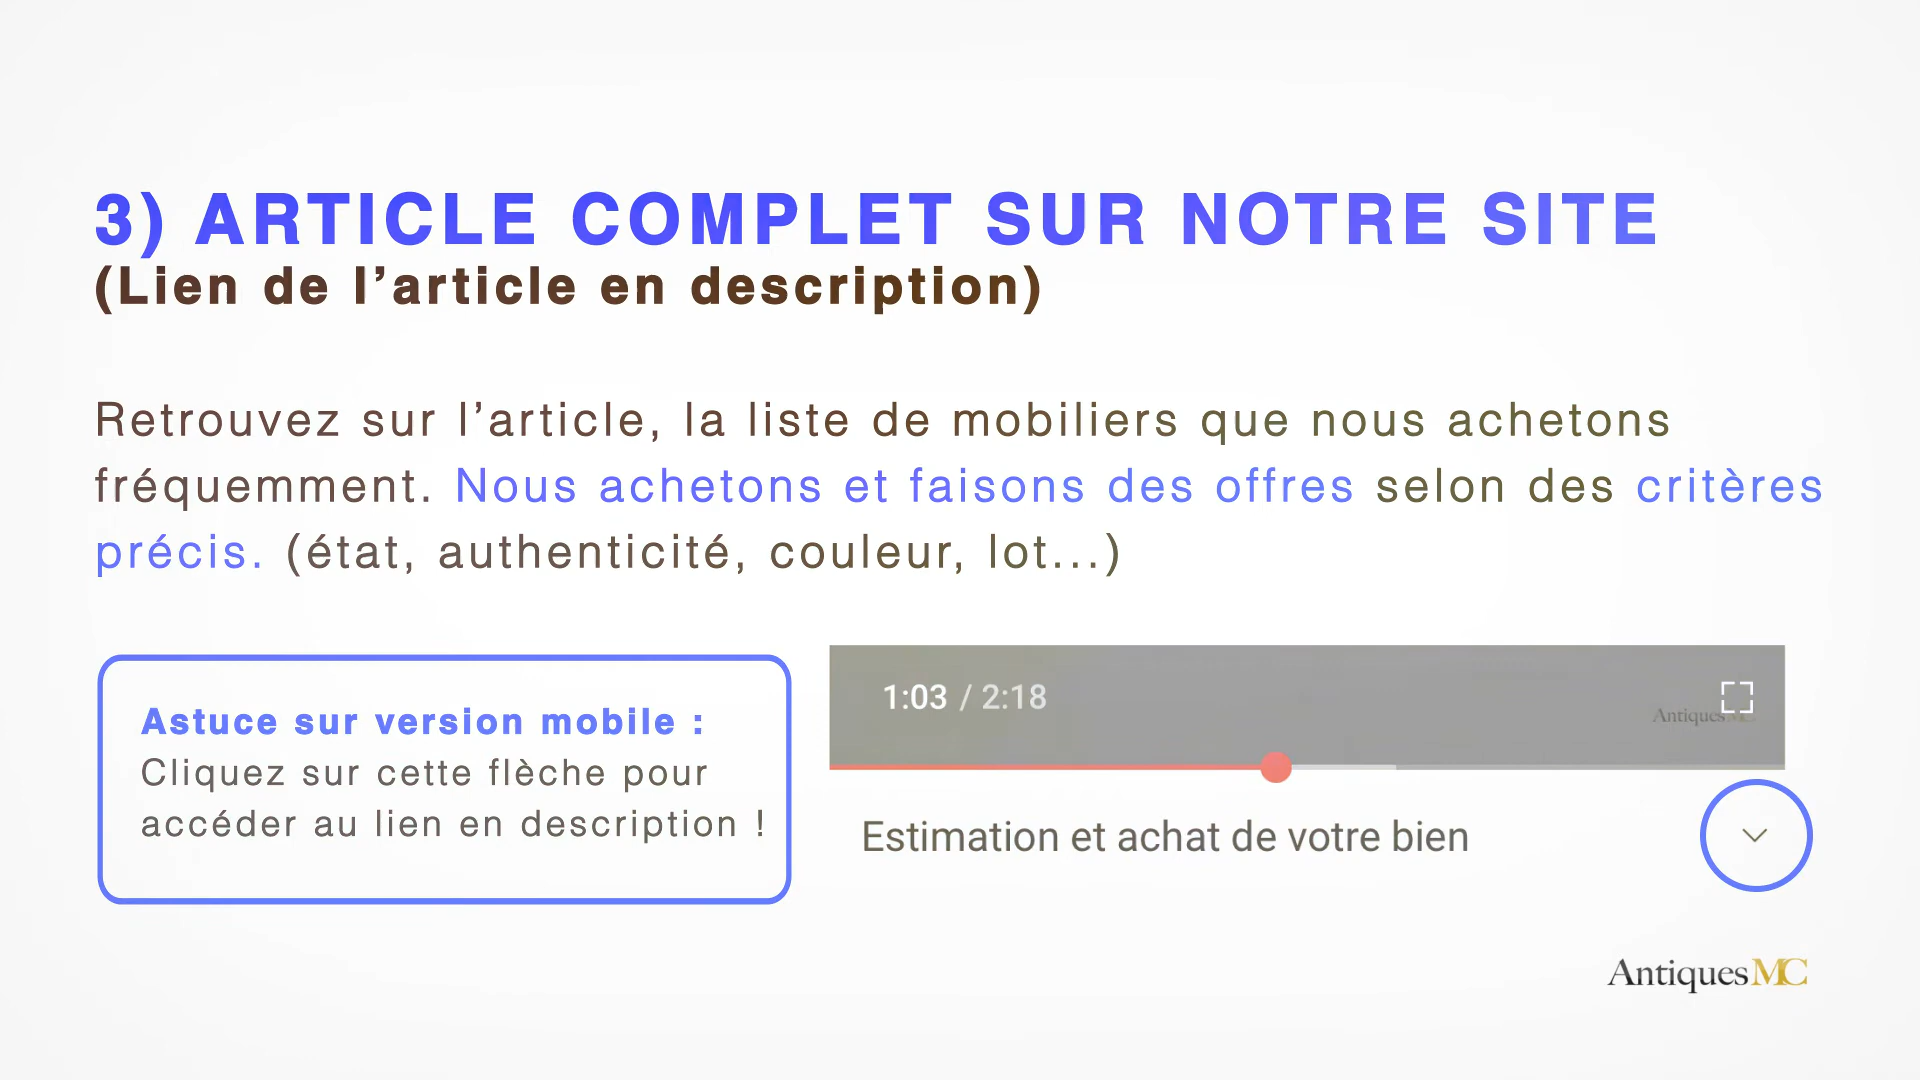 3) ARTICLE COMPLET SUR NOTRE SITE
(Lien de l’article en description)
Retrouvez sur l’article, la liste de mobiliers que nous achetons
fréquemment. Nous achetons et faisons des offres selon des critères
précis. (état, authenticité, couleur, lot...)
Astuce sur version mobile :
Cliquez sur cette flèche pour
accéder au lien en description !
1:03 / 2:18
AntiquesMC
Estimation et achat de votre bien
AntiquesMC